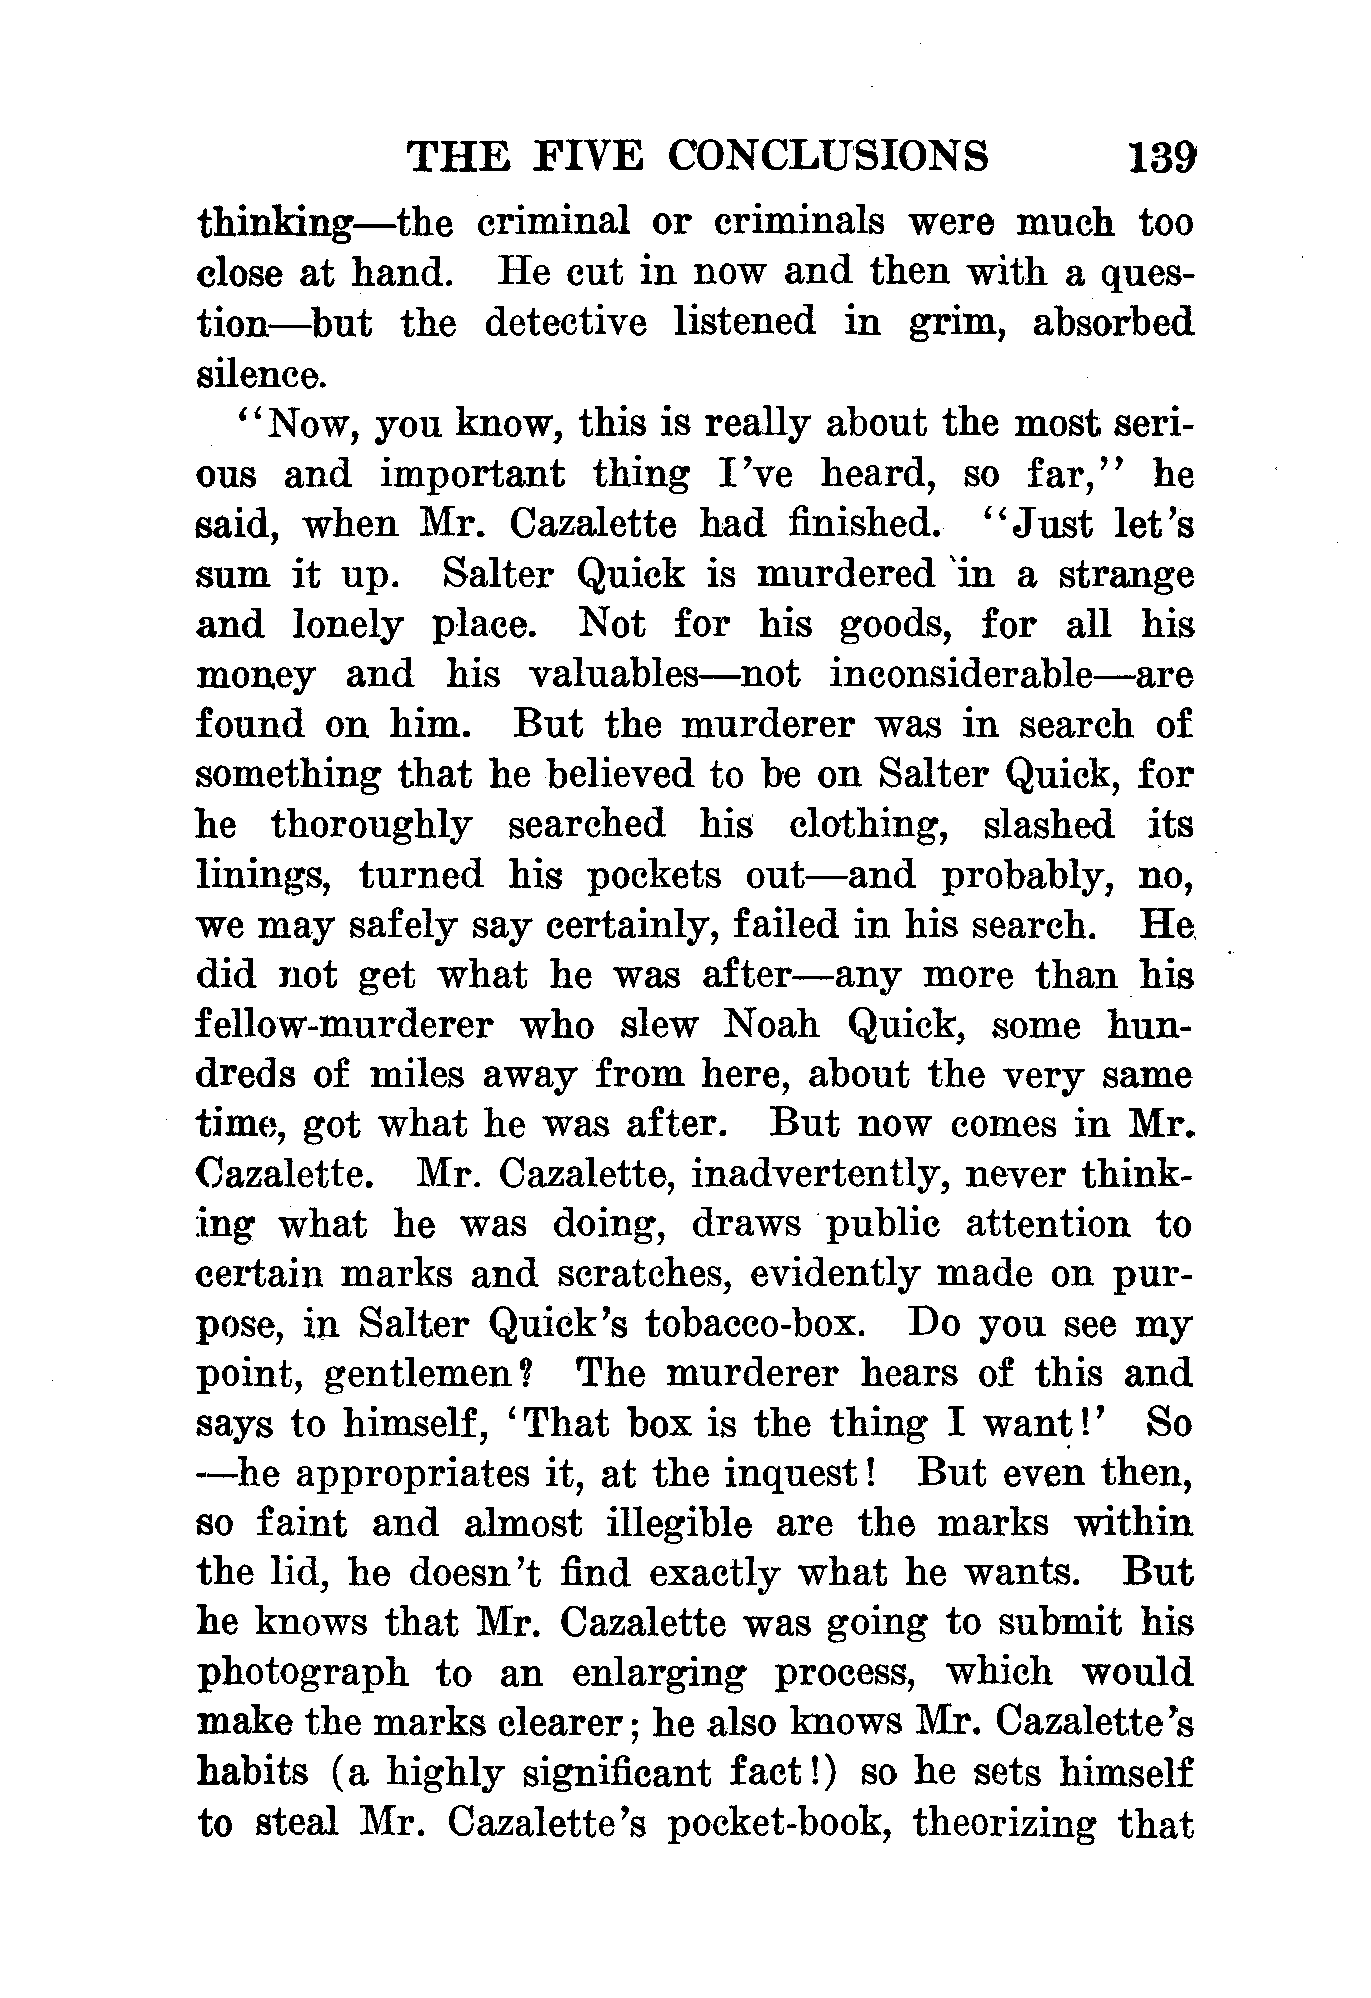 THE FIVE CONCLUSIONS 139
thinking—the criminal or criminals were much too
close at hand. He cut in now and then with a ques-
tion—but the detective listened in grim, absorbed
silence.
"Now, you know, this is really about the most seri-
ous and important thing I've heard, so far," he
said, when Mr. Cazalette had finished. "Just let's
sum it up. Salter Quick is murdered in a strange
and lonely place. Not for his goods, for all his
money and his valuables—not inconsiderable—are
found on him. But the murderer was in search of
something that he believed to be on Salter Quick, for
he thoroughly searched his clothing, slashed its
linings, turned his pockets out—and probably, no,
we may safely say certainly, failed in his search. He
did not get what he was after—any more than his
fellow-murderer who slew Noah Quick, some hun-
dreds of miles away from here, about the very same
time, got what he was after. But now comes in Mr.
Cazalette. Mr. Cazalette, inadvertently, never think-
ing what he was doing, draws public attention to
certain marks and scratches, evidently made on pur-
pose, in Salter Quick's tobacco-box. Do you see my
point, gentlemen? The murderer hears of this and
says to himself, 'That box is the thing I want!' So
—he appropriates it, at the inquest! But even then,
so faint and almost illegible are the marks within
the lid, he doesn't find exactly what he wants. But
he knows that Mr. Cazalette was going to submit his
photograph to an enlarging process, which would
make the marks clearer; he also knows Mr. Cazalette's
habits (a highly significant fact!) so he sets himself
to steal Mr. Cazalette's pocket-book, theorizing that